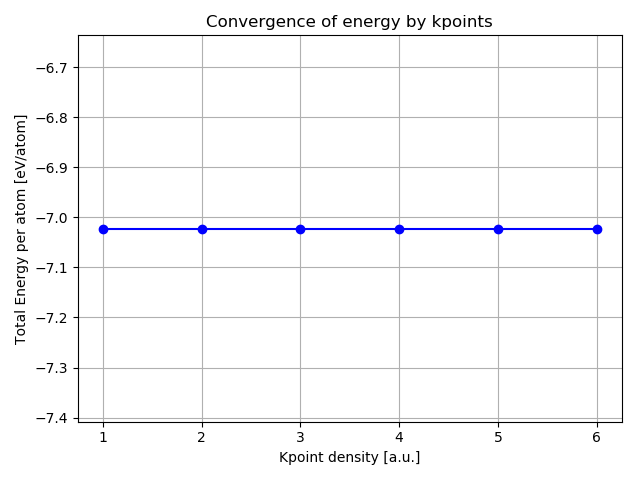 Convergence of energy by kpoints
Total Energy per atom [eV/atom]
−6.7
−6.8
−6.9
−7.0
−7.1
−7.2
−7.3
−7.4
1 2 3 4 5 6
Kpoint density [a.u.]